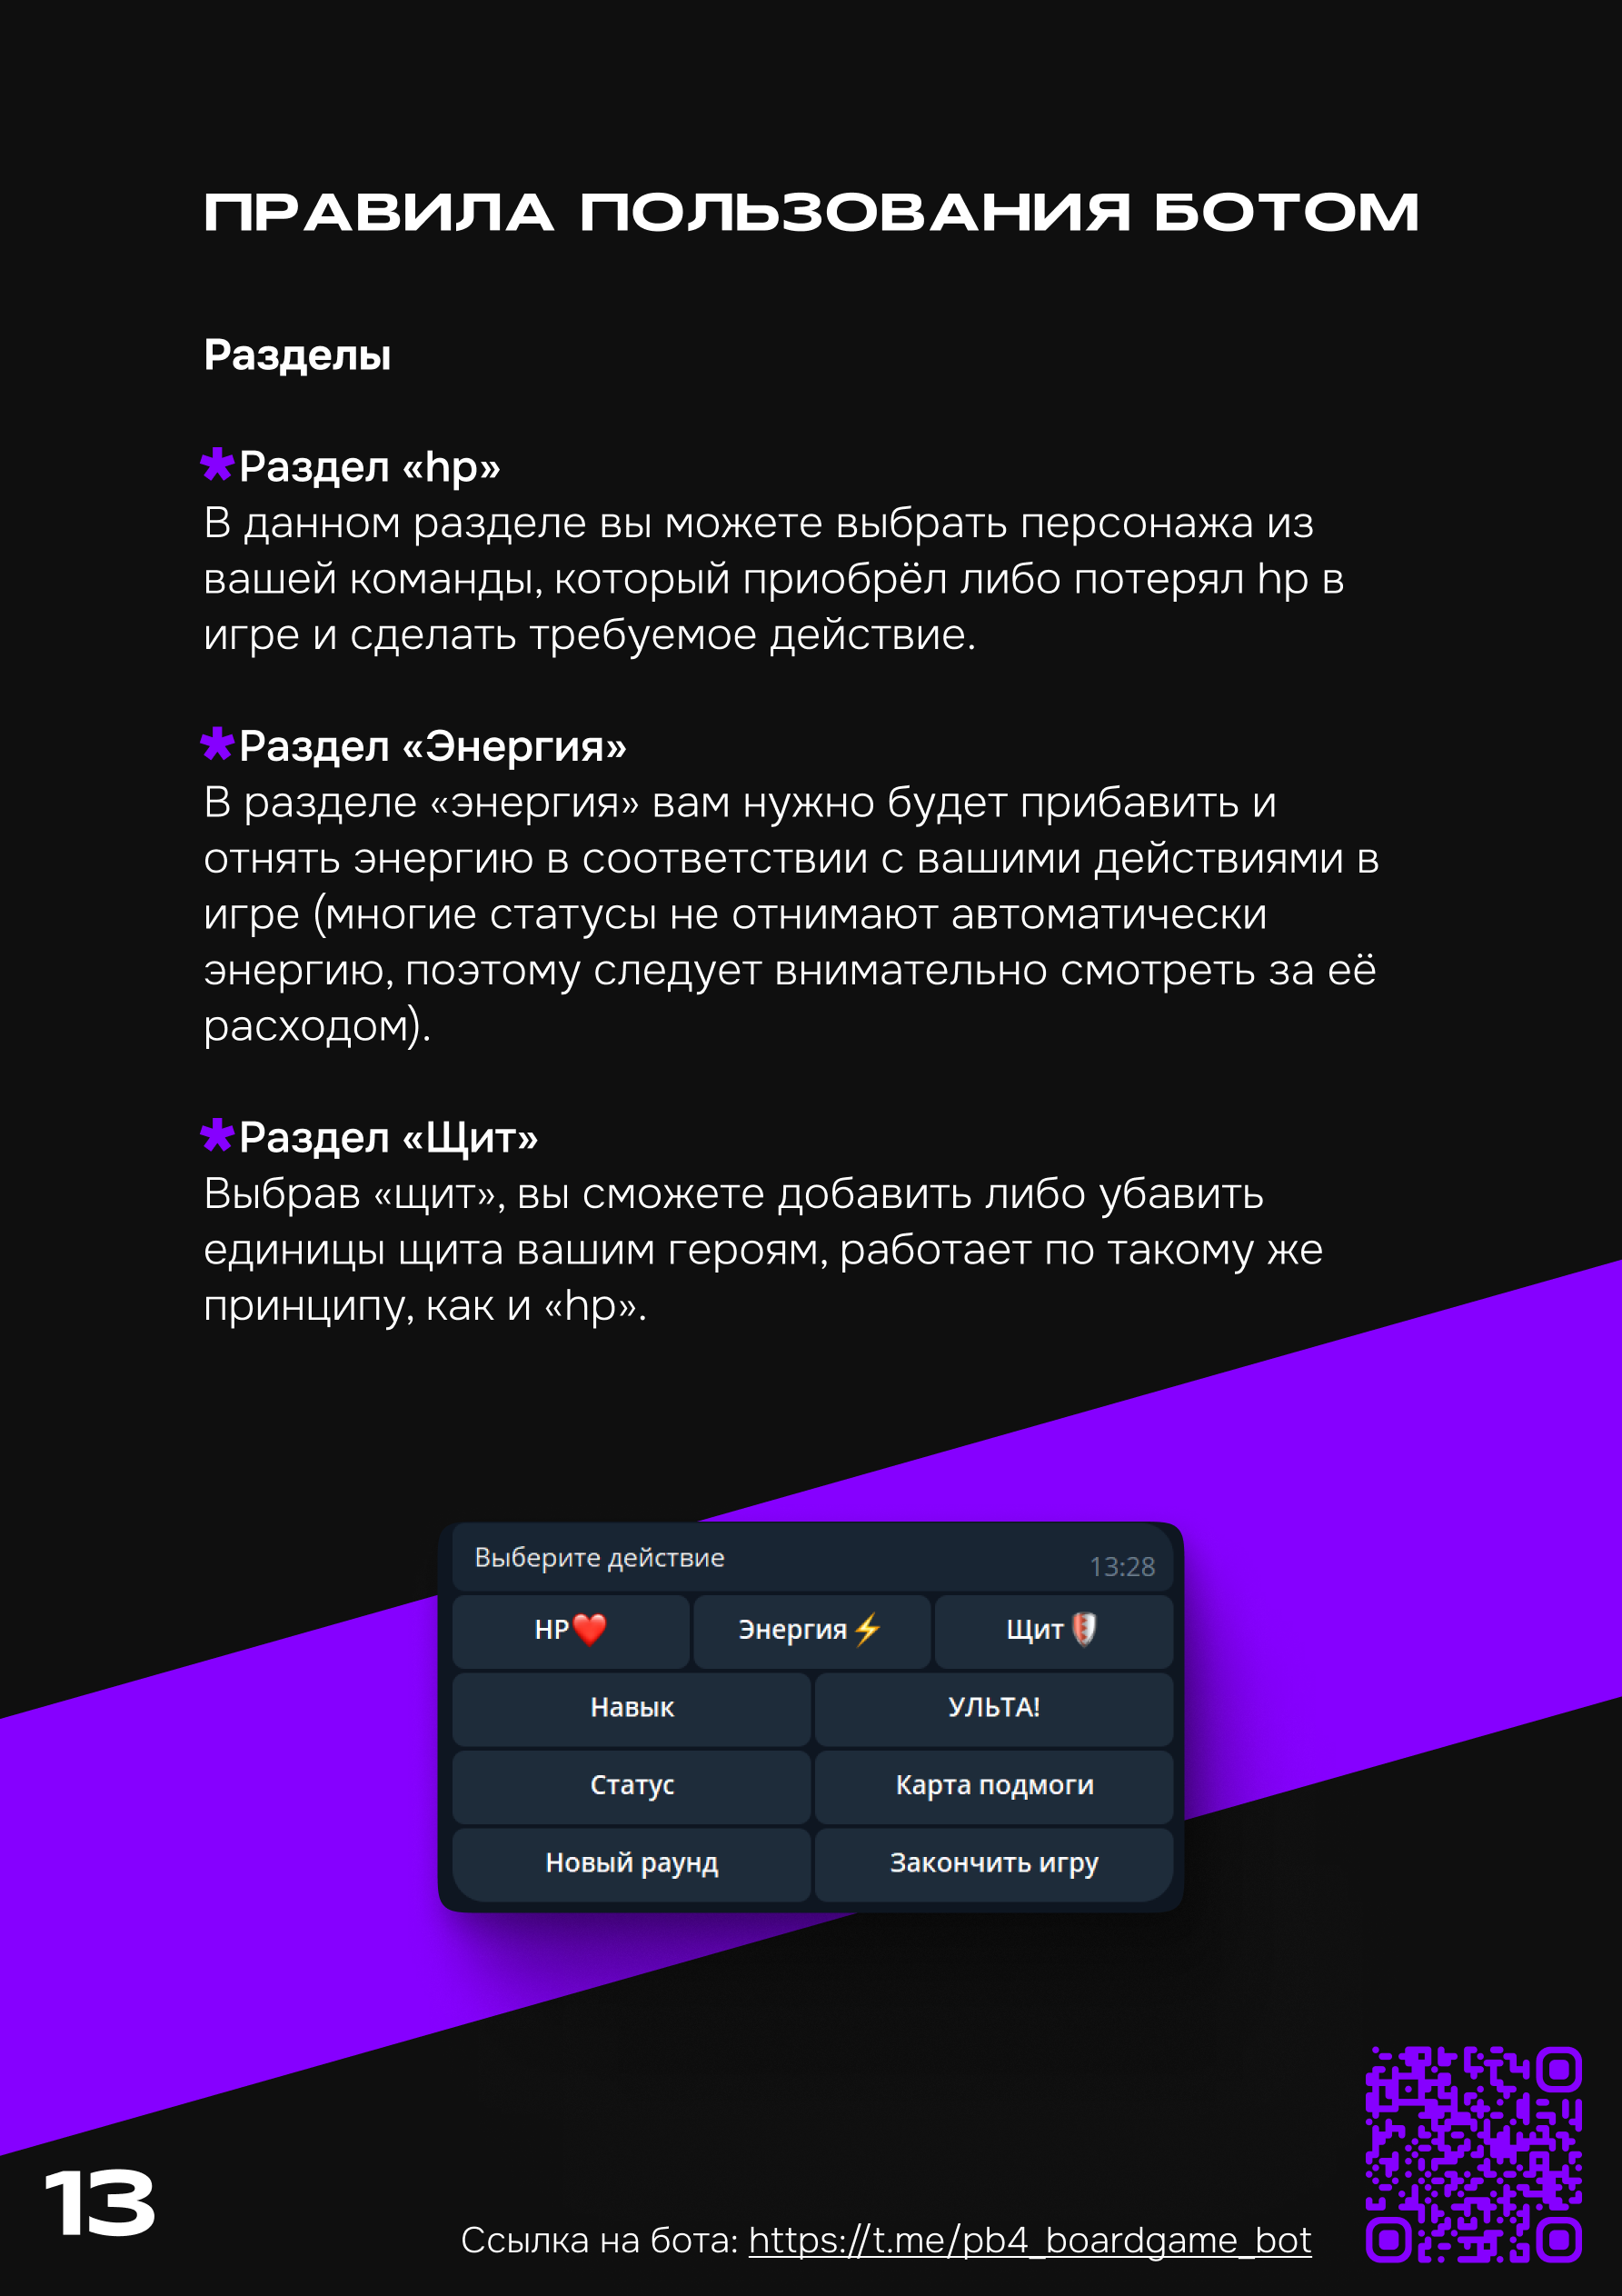 ПРАВИЛА ПОЛЬЗОВАНИЯ БОТОМ
Разделы
*Раздел «hp»
В данном разделе вы можете выбрать персонажа из
вашей команды, который приобрёл либо потерял hp в
игре и сделать требуемое действие.
*Раздел «Энергия»
В разделе «энергия» вам нужно будет прибавить и
отнять энергию в соответствии с вашими действиями в
игре (многие статусы не отнимают автоматически
энергию, поэтому следует внимательно смотреть за её
расходом).
*Раздел «Щит»
Выбрав «щит», вы сможете добавить либо убавить
единицы щита вашим героям, работает по такому же
принципу, как и «hp».
Выберите действие 13:28
HP❤️ Энергия⚡ Щит🛡
Навык УЛЬТА!
Статус Карта подмоги
Новый раунд Закончить игру
13
Ссылка на бота: https://t.me/pb4_boardgame_bot